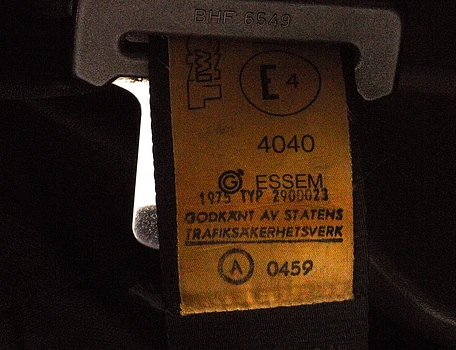 BHF 6549
E 4
4040
ESSEM
1975 TYP 2900023
GODKÄNT AV STATENS
TRAFIKSÄKERHETSVERK
A 0459